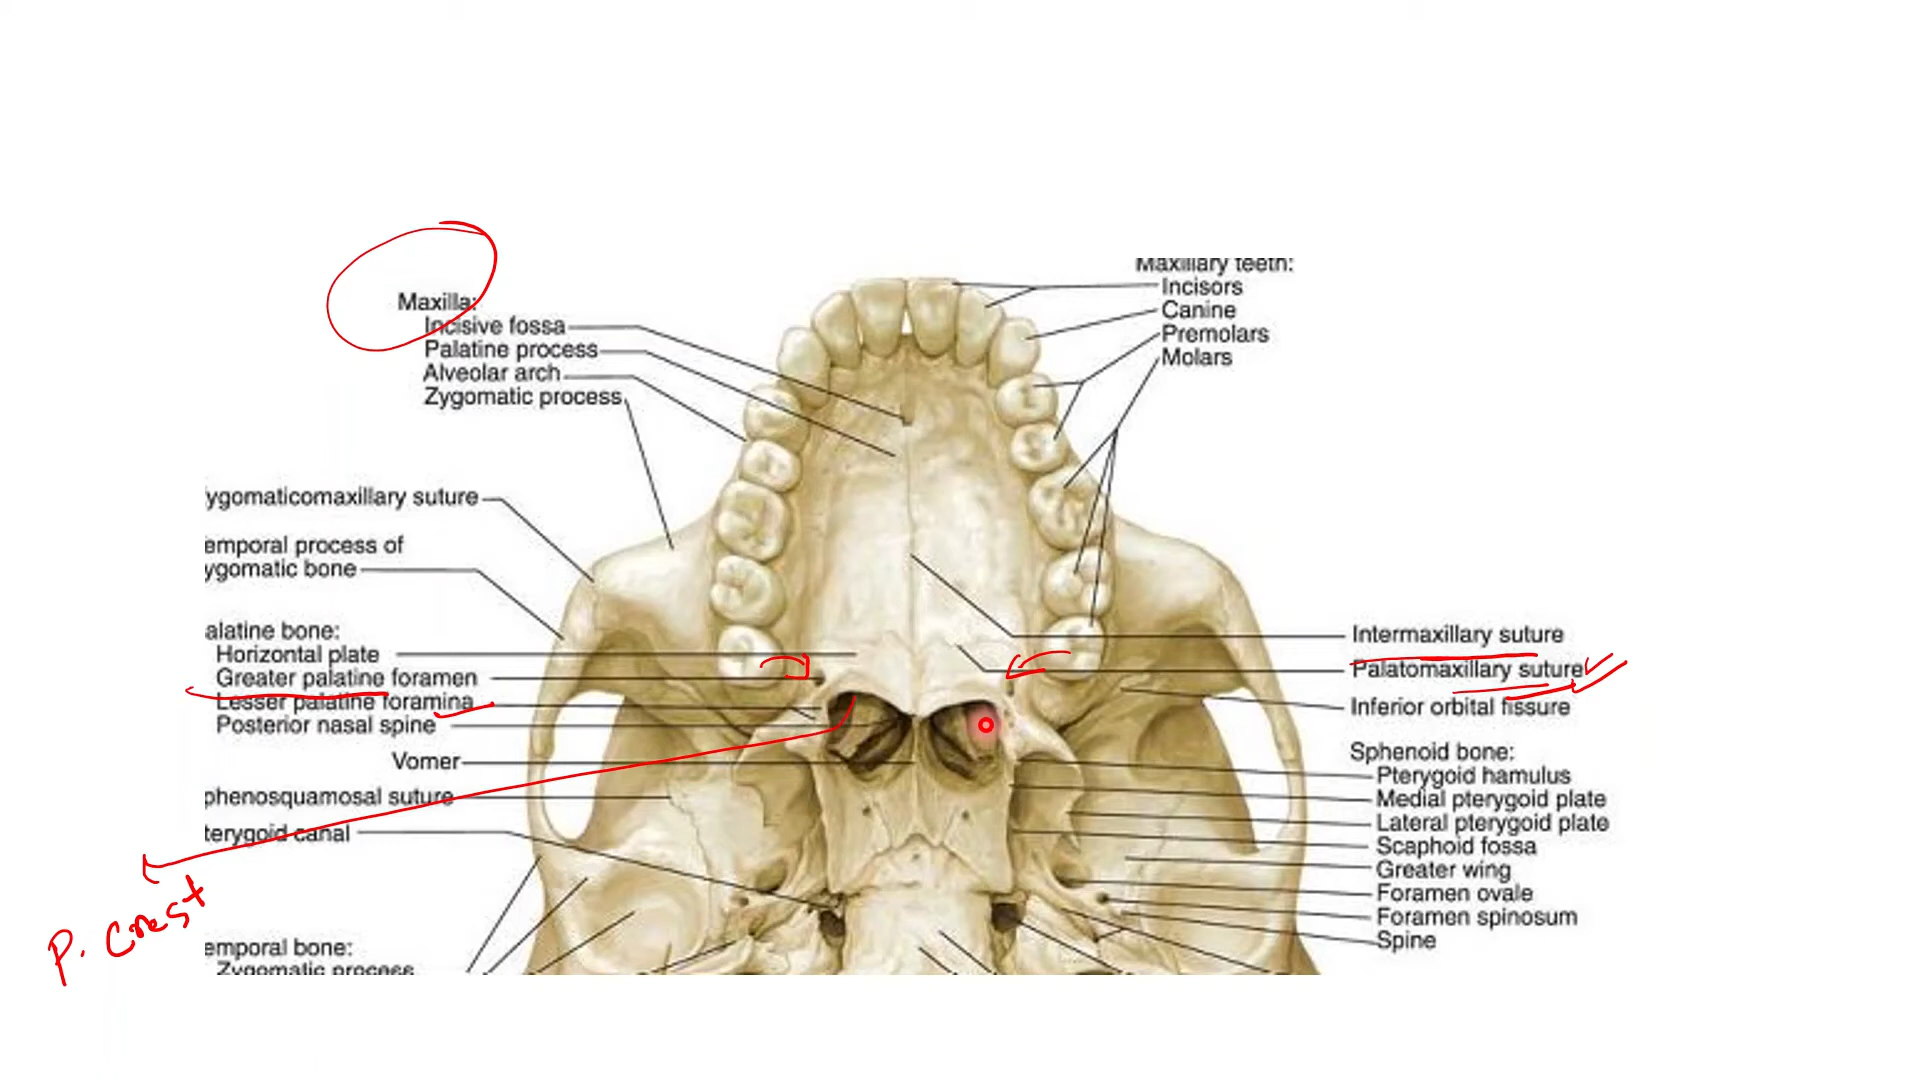 Maxilla:
Incisive fossa
Palatine process
Alveolar arch
Zygomatic process
ygomaticomaxillary suture
emporal process of
ygomatic bone
alatine bone:
Horizontal plate
Greater palatine foramen
Lesser palatine foramina
Posterior nasal spine
Vomer
phenosquamosal suture
terygoid canal
P. Crest
emporal bone:
Zygomatic process
Maxillary teeth:
Incisors
Canine
Premolars
Molars
Intermaxillary suture
Palatomaxillary suture
Inferior orbital fissure
Sphenoid bone:
Pterygoid hamulus
Medial pterygoid plate
Lateral pterygoid plate
Scaphoid fossa
Greater wing
Foramen ovale
Foramen spinosum
Spine